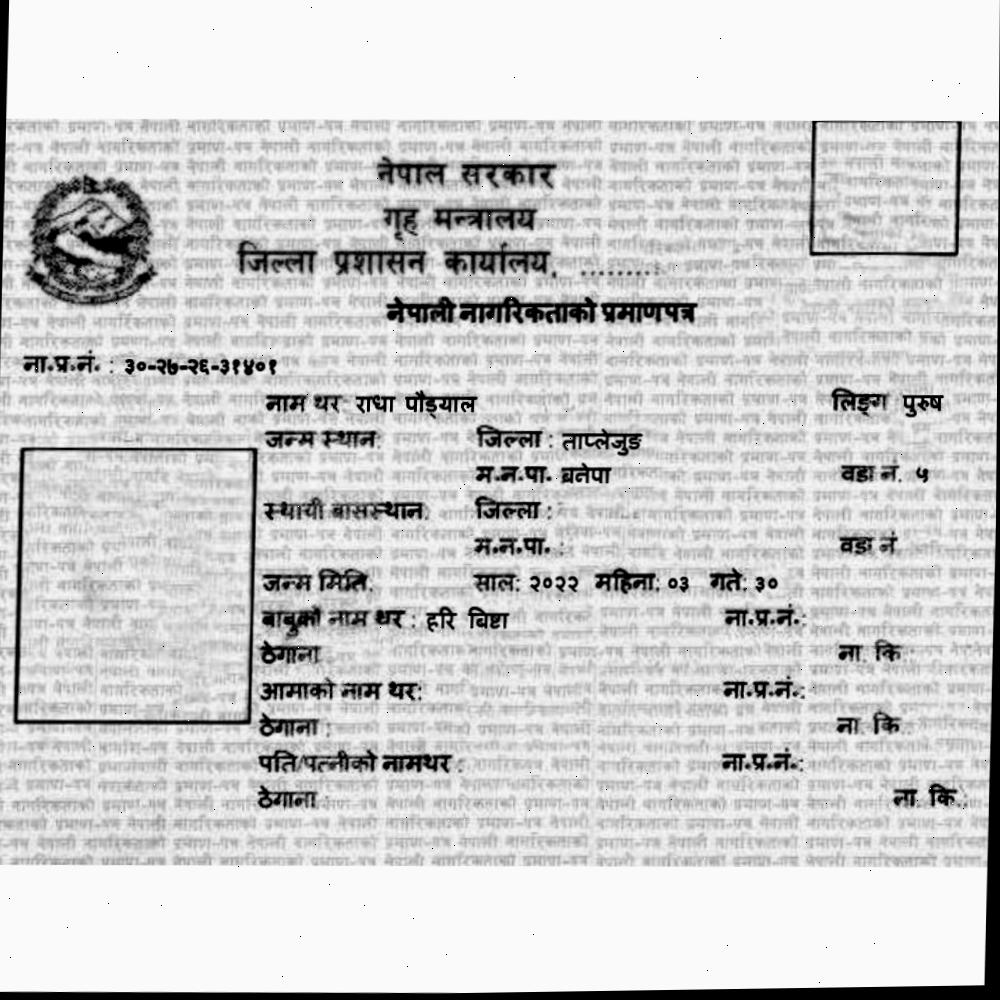 नेपाल सरकार
गृह मन्त्रालय
जिल्ला प्रशासन कार्यालय, .........
नेपाली नागरिकताको प्रमाणपत्र
ना.प्र.नं. : ३०-२७-२६-३१४०१
नाम थर राधा पौड्याल लिङ्ग पुरुष
जन्म स्थान: जिल्ला : ताप्लेजुङ
म.न.पा. ब्रतेपा वडा नं. ५
स्थायी बासस्थान: जिल्ला :
म.न.पा. : वडा नं
जन्म मिति. साल: २०२२ महिना: ०३ गते: ३०
बाबुको नाम थर : हरि बिष्टा ना.प्र.नं.:
ठेगाना ना. कि.:
आमाको नाम थर: ना.प्र.नं.:
ठेगाना : ना. कि.
पति/पत्नीको नामथर : ना.प्र.नं.:
ठेगाना : ना. कि.: